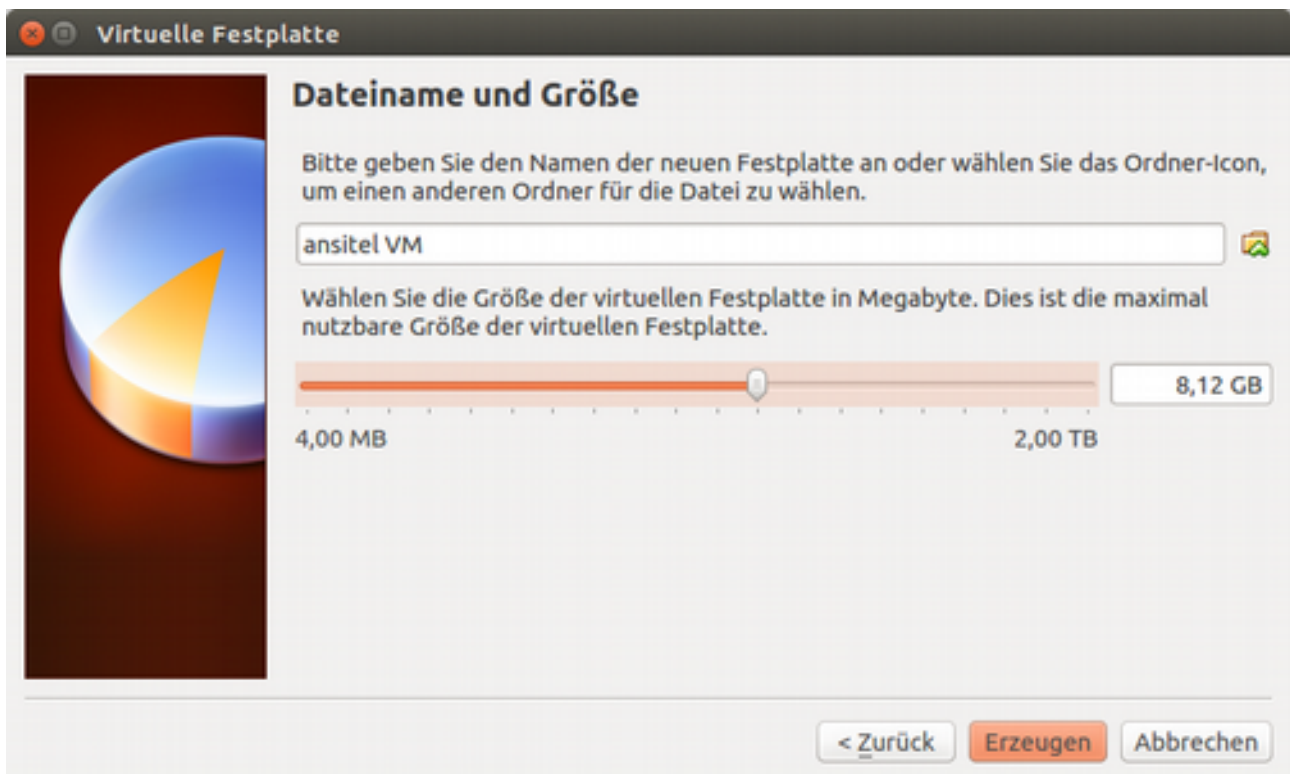 Virtuelle Festplatte
Dateiname und Größe
Bitte geben Sie den Namen der neuen Festplatte an oder wählen Sie das Ordner-Icon,
um einen anderen Ordner für die Datei zu wählen.
ansitel VM
Wählen Sie die Größe der virtuellen Festplatte in Megabyte. Dies ist die maximal
nutzbare Größe der virtuellen Festplatte.
8,12 GB
4,00 MB 2,00 TB
< Zurück Erzeugen Abbrechen